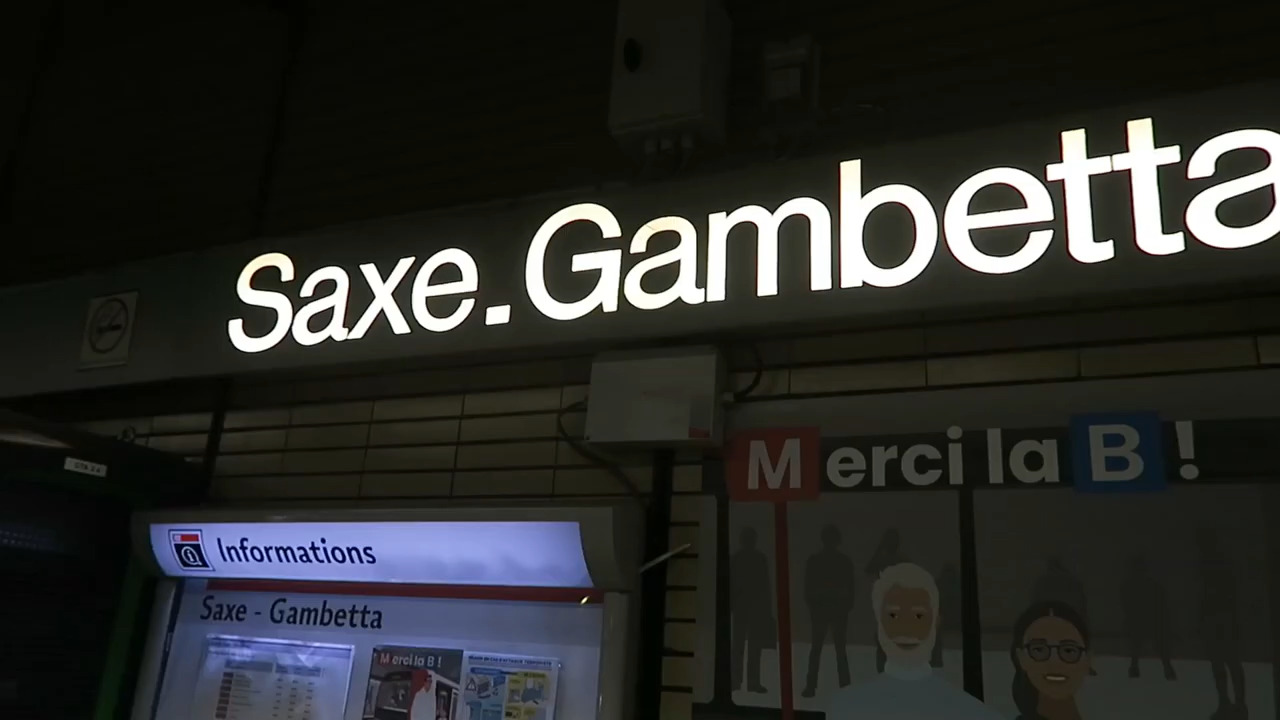 Saxe.Gambetta
Merci la B !
Informations
Saxe - Gambetta
Merci la B !